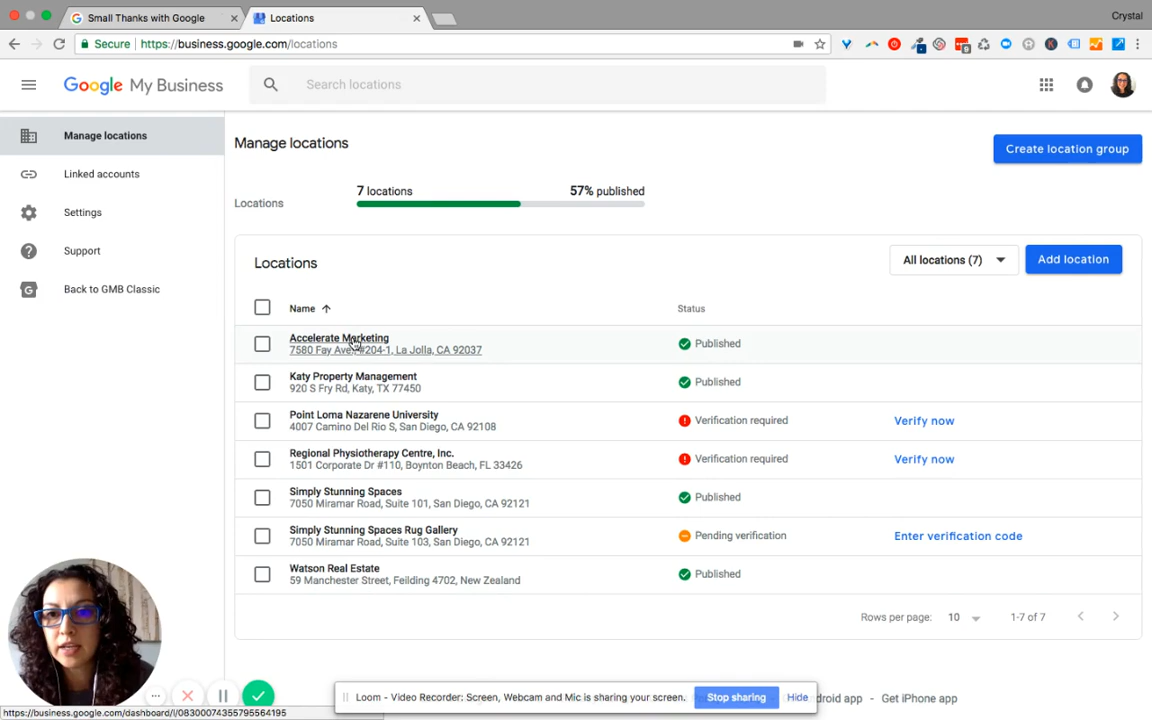 Small Thanks with Google
Locations
Crystal
Secure
https://business.google.com/locations
Google My Business
Search locations
Manage locations
Linked accounts
Settings
Support
Back to GMB Classic
Manage locations
Create location group
Locations
7 locations
57% published
Locations
All locations (7)
Add location
Name
Status
Accelerate Marketing
7580 Fay Ave, #204-1, La Jolla, CA 92037
Published
Katy Property Management
920 S Fry Rd, Katy, TX 77450
Published
Point Loma Nazarene University
4007 Camino Del Rio S, San Diego, CA 92108
Verification required
Verify now
Regional Physiotherapy Centre, Inc.
1501 Corporate Dr #110, Boynton Beach, FL 33426
Verification required
Verify now
Simply Stunning Spaces
7050 Miramar Road, Suite 101, San Diego, CA 92121
Published
Simply Stunning Spaces Rug Gallery
7050 Miramar Road, Suite 103, San Diego, CA 92121
Pending verification
Enter verification code
Watson Real Estate
59 Manchester Street, Feilding 4702, New Zealand
Published
Rows per page: 10
1-7 of 7
Loom - Video Recorder: Screen, Webcam and Mic is sharing your screen.
Stop sharing
Hide
droid app - Get iPhone app
https://business.google.com/dashboard/l/08300074355795564195